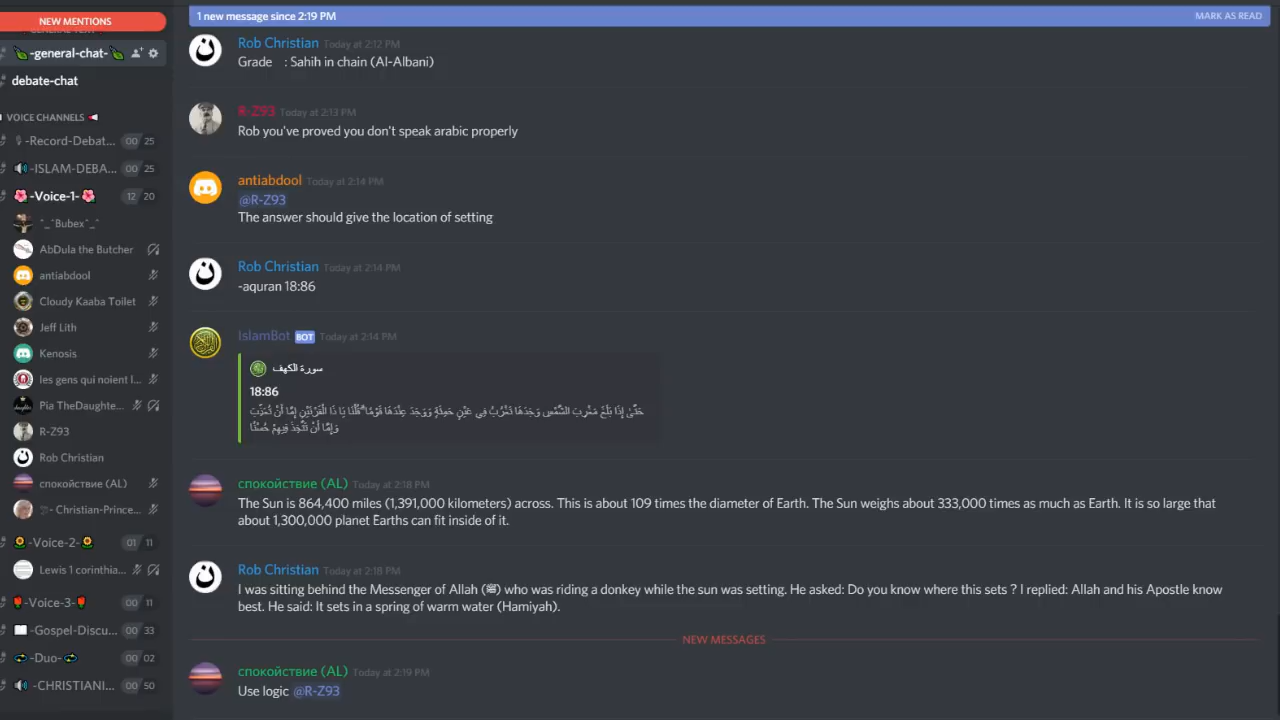 NEW MENTIONS
-general-chat-
debate-chat
VOICE CHANNELS
-Record-Debat... 00 25
-ISLAM-DEBA... 00 25
-Voice-1- 12 20
^_^Bubex^_^
AbDula the Butcher
antiabdool
Cloudy Kaaba Toilet
Jeff Lith
Kenosis
les gens qui noient l...
Pia TheDaughte...
R-Z93
Rob Christian
спокойствие (AL)
- Christian-Prince...
-Voice-2- 01 11
Lewis 1 corinthia...
-Voice-3- 00 11
-Gospel-Discu... 00 33
-Duo- 00 02
-CHRISTIANI... 00 50
1 new message since 2:19 PM MARK AS READ
Rob Christian Today at 2:12 PM
Grade : Sahih in chain (Al-Albani)
R-Z93 Today at 2:13 PM
Rob you've proved you don't speak arabic properly
antiabdool Today at 2:14 PM
@R-Z93
The answer should give the location of setting
Rob Christian Today at 2:14 PM
-aquran 18:86
IslamBot BOT Today at 2:14 PM
سورة الكهف
18:86
حَتَّىٰ إِذَا بَلَغَ مَغْرِبَ الشَّمْسِ وَجَدَهَا تَغْرُبُ فِي عَيْنٍ حَمِئَةٍ وَوَجَدَ عِنْدَهَا قَوْمًا ۗ قُلْنَا يَا ذَا الْقَرْنَيْنِ إِمَّا أَنْ تُعَذِّبَ
وَإِمَّا أَنْ تَتَّخِذَ فِيهِمْ حُسْنًا
спокойствие (AL) Today at 2:18 PM
The Sun is 864,400 miles (1,391,000 kilometers) across. This is about 109 times the diameter of Earth. The Sun weighs about 333,000 times as much as Earth. It is so large that
about 1,300,000 planet Earths can fit inside of it.
Rob Christian Today at 2:18 PM
I was sitting behind the Messenger of Allah (ﷺ) who was riding a donkey while the sun was setting. He asked: Do you know where this sets ? I replied: Allah and his Apostle know
best. He said: It sets in a spring of warm water (Hamiyah).
NEW MESSAGES
спокойствие (AL) Today at 2:19 PM
Use logic @R-Z93